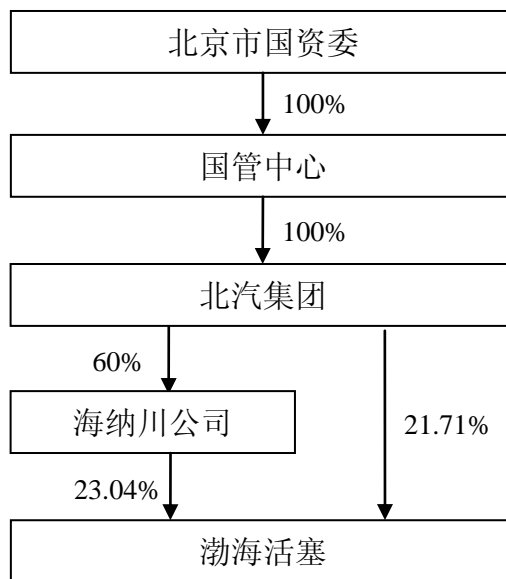 北京市国资委
100%
国管中心
100%
北汽集团
60%
海纳川公司
21.71%
23.04%
渤海活塞